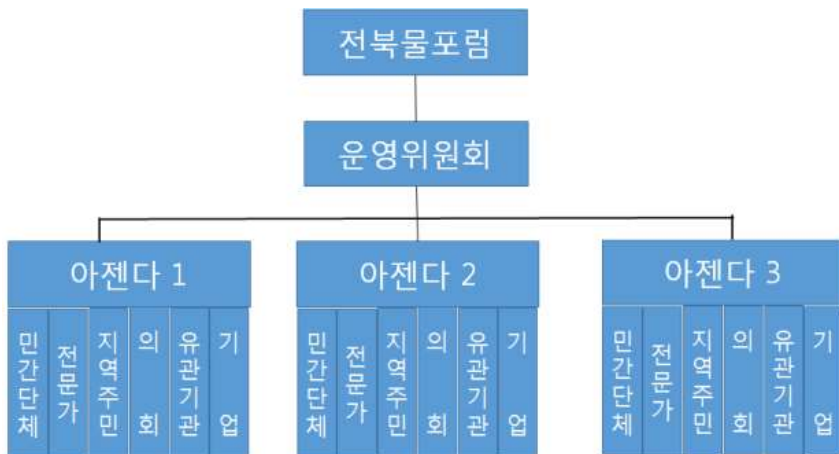 전북물포럼
운영위원회
아젠다 1
민간단체
전문가
지역주민
의회
유관기관
기업
아젠다 2
민간단체
전문가
지역주민
의회
유관기관
기업
아젠다 3
민간단체
전문가
지역주민
의회
유관기관
기업